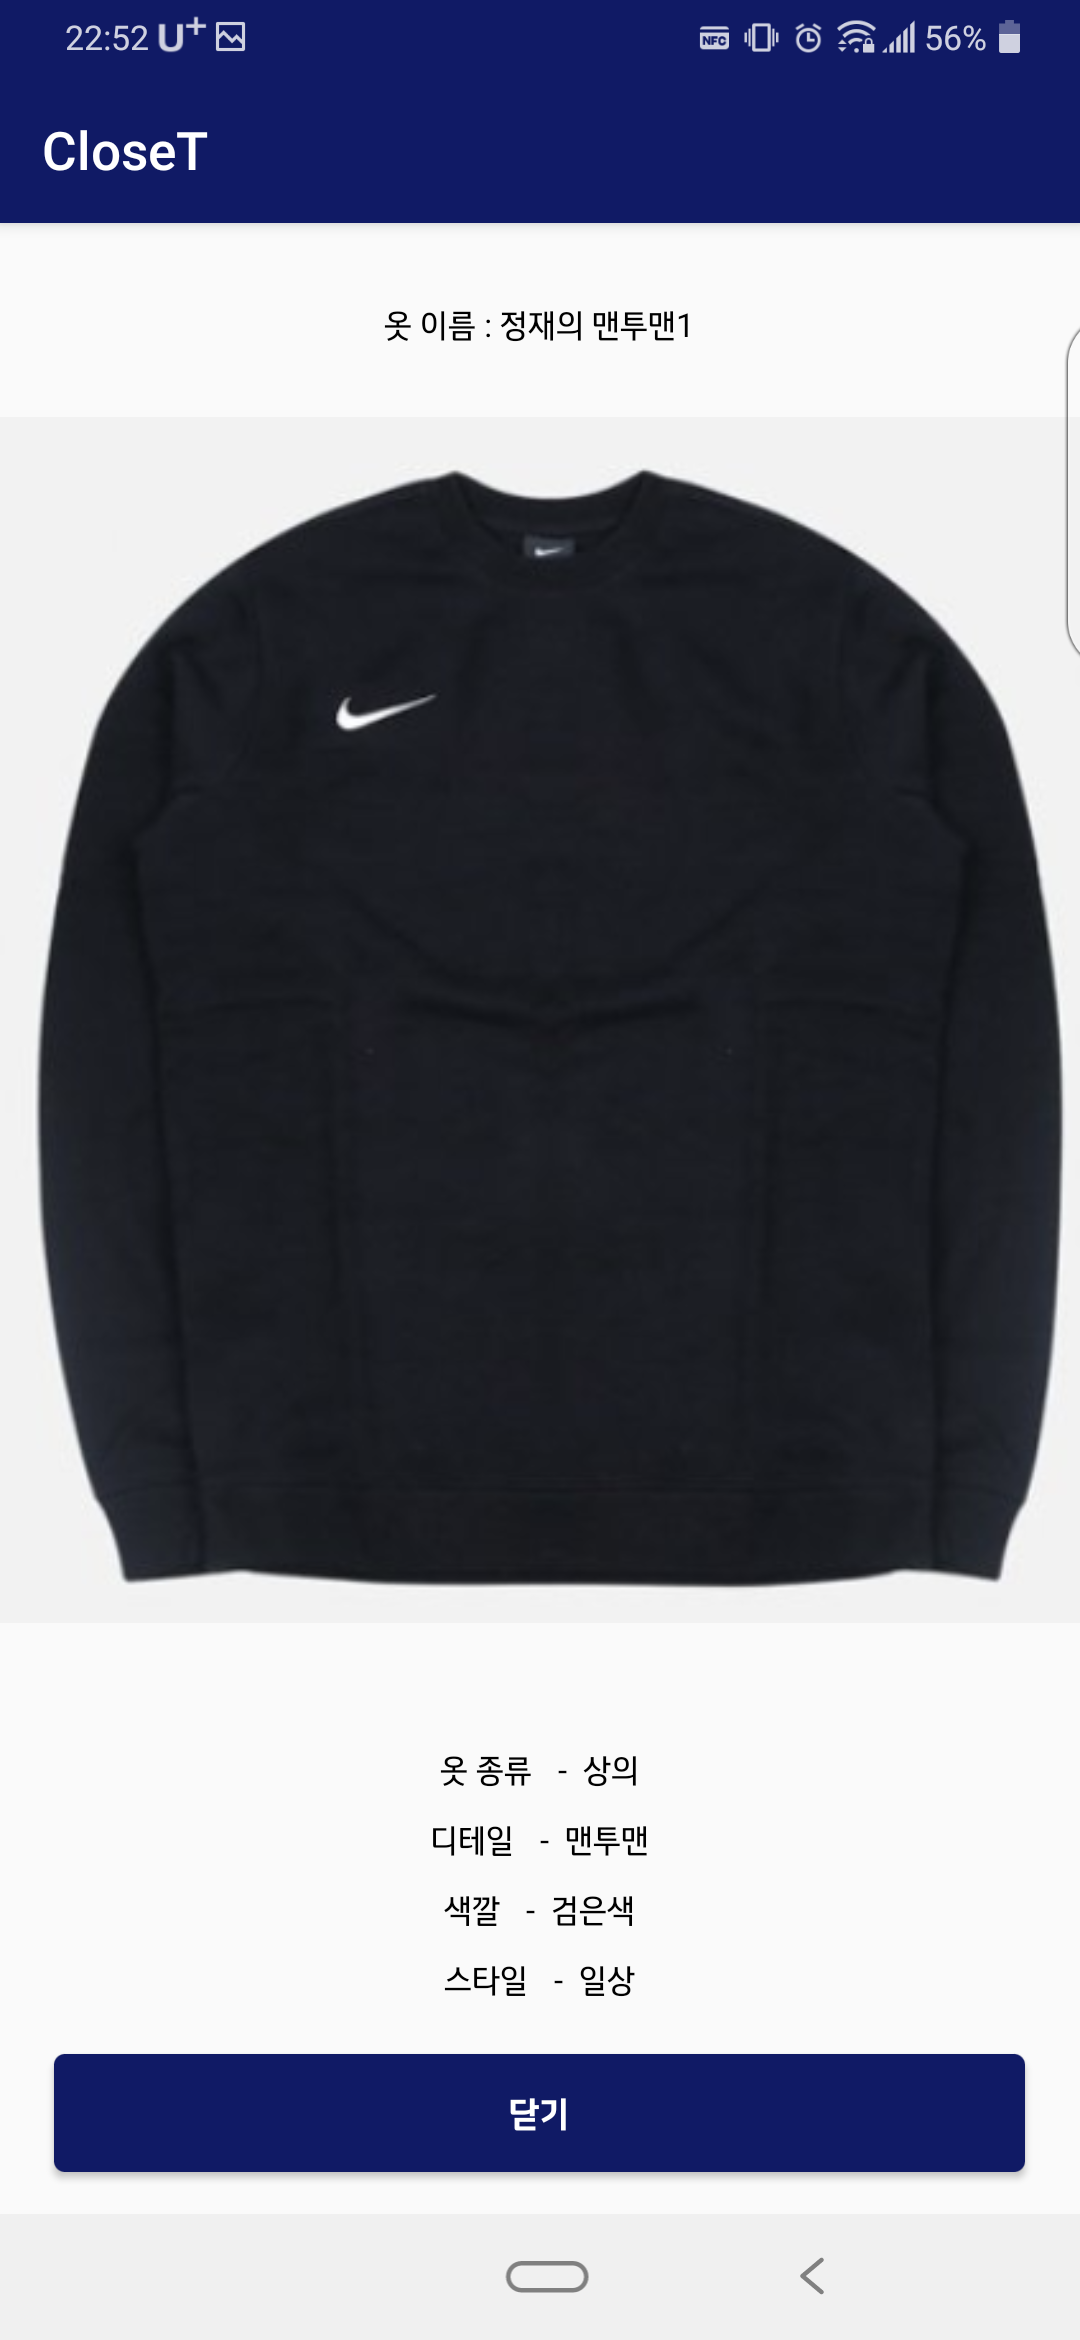 22:52 U+ NFC 56%
CloseT
옷 이름 : 정재의 맨투맨1
옷 종류 - 상의
디테일 - 맨투맨
색깔 - 검은색
스타일 - 일상
닫기